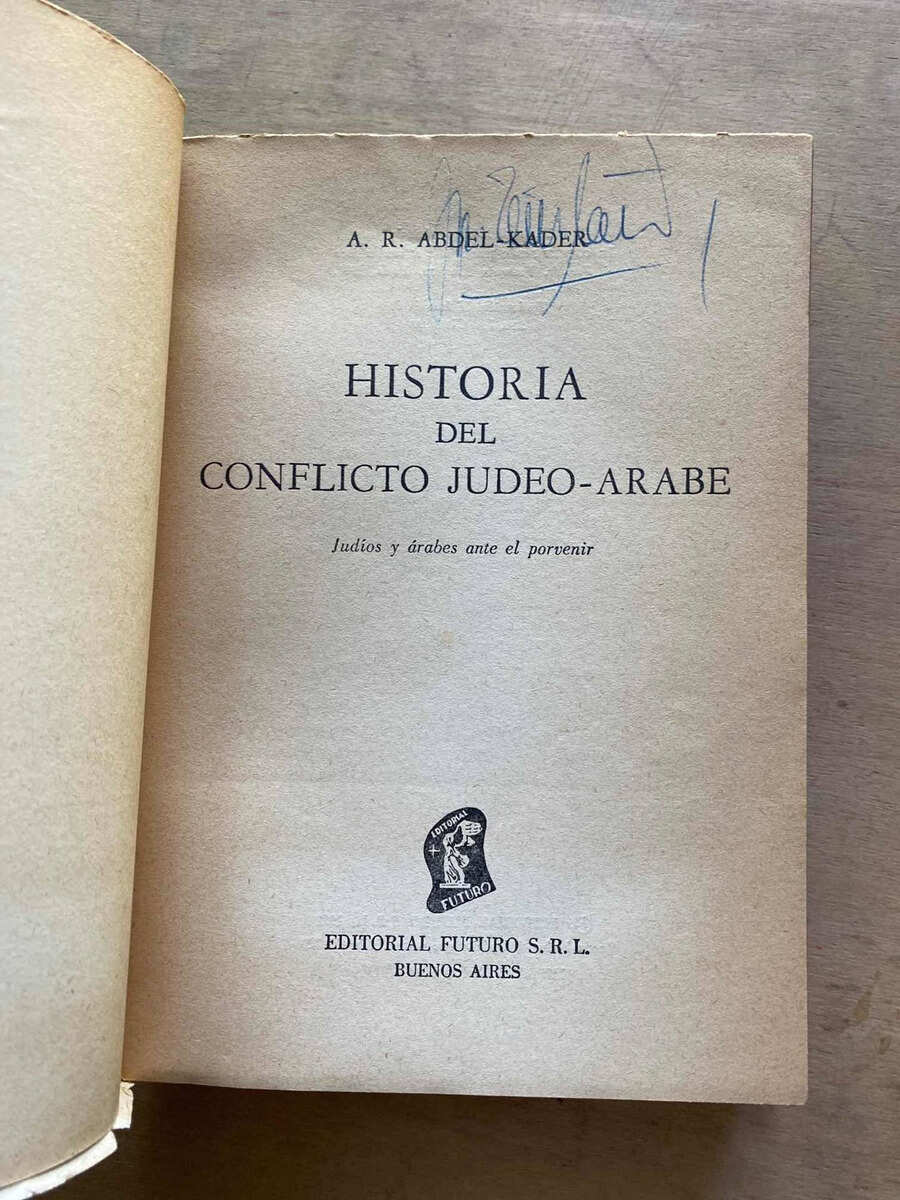 A. R. ABDEL-KADER
HISTORIA
DEL
CONFLICTO JUDEO-ARABE
Judíos y árabes ante el porvenir
EDITORIAL
FUTURO
EDITORIAL FUTURO S. R. L.
BUENOS AIRES